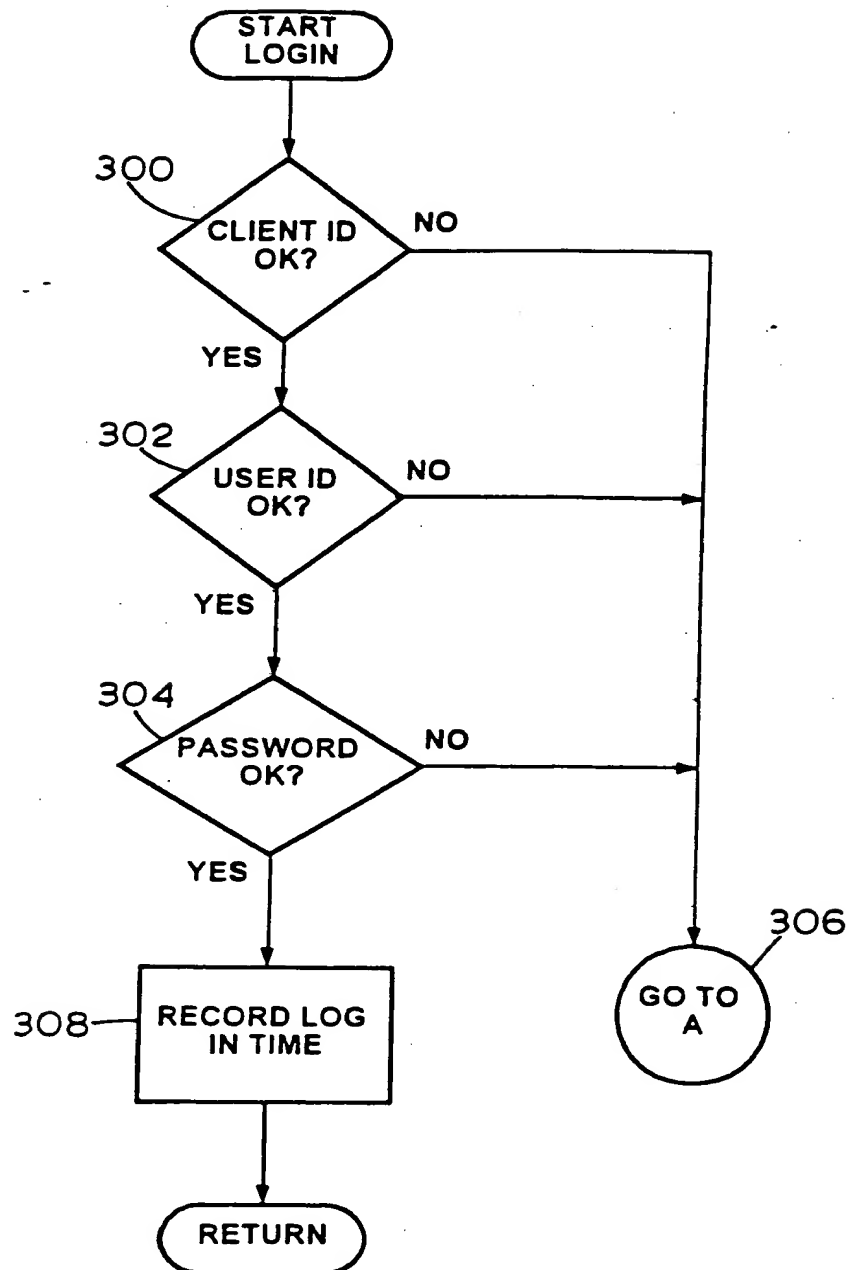 START
LOGIN
300
CLIENT ID
OK?
NO
YES
302
USER ID
OK?
NO
YES
304
PASSWORD
OK?
NO
YES
306
GO TO
A
308
RECORD LOG
IN TIME
RETURN